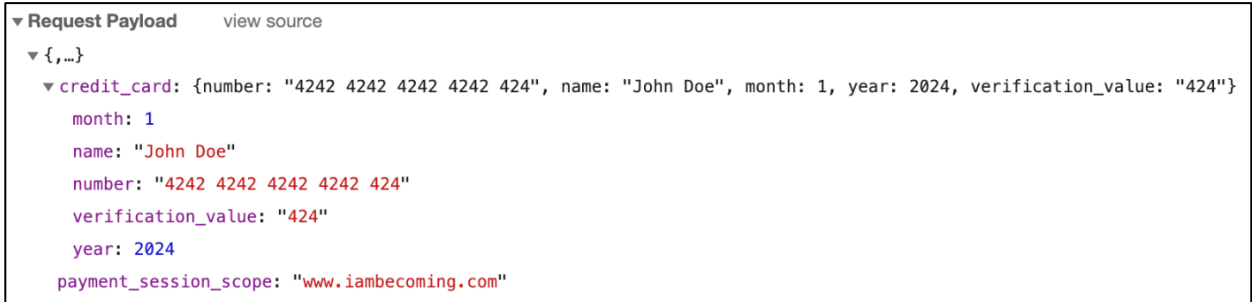 ▼ Request Payload view source
▼ {,…}
▼ credit_card: {number: "4242 4242 4242 4242 424", name: "John Doe", month: 1, year: 2024, verification_value: "424"}
month: 1
name: "John Doe"
number: "4242 4242 4242 4242 424"
verification_value: "424"
year: 2024
payment_session_scope: "www.iambecoming.com"